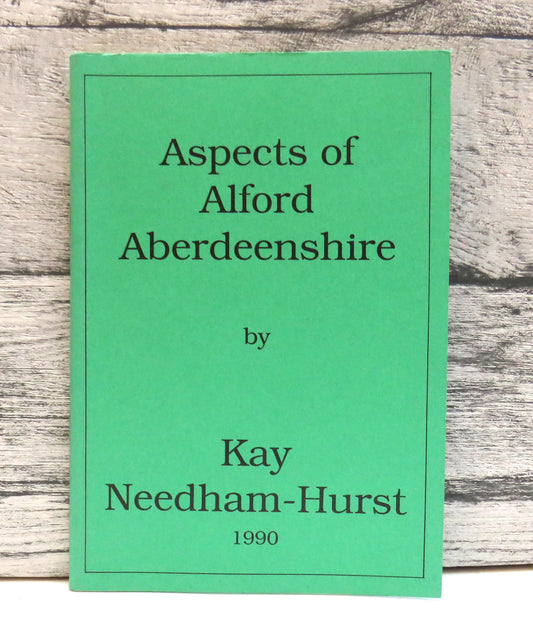 Aspects of
Alford
Aberdeenshire
by
Kay
Needham-Hurst
1990